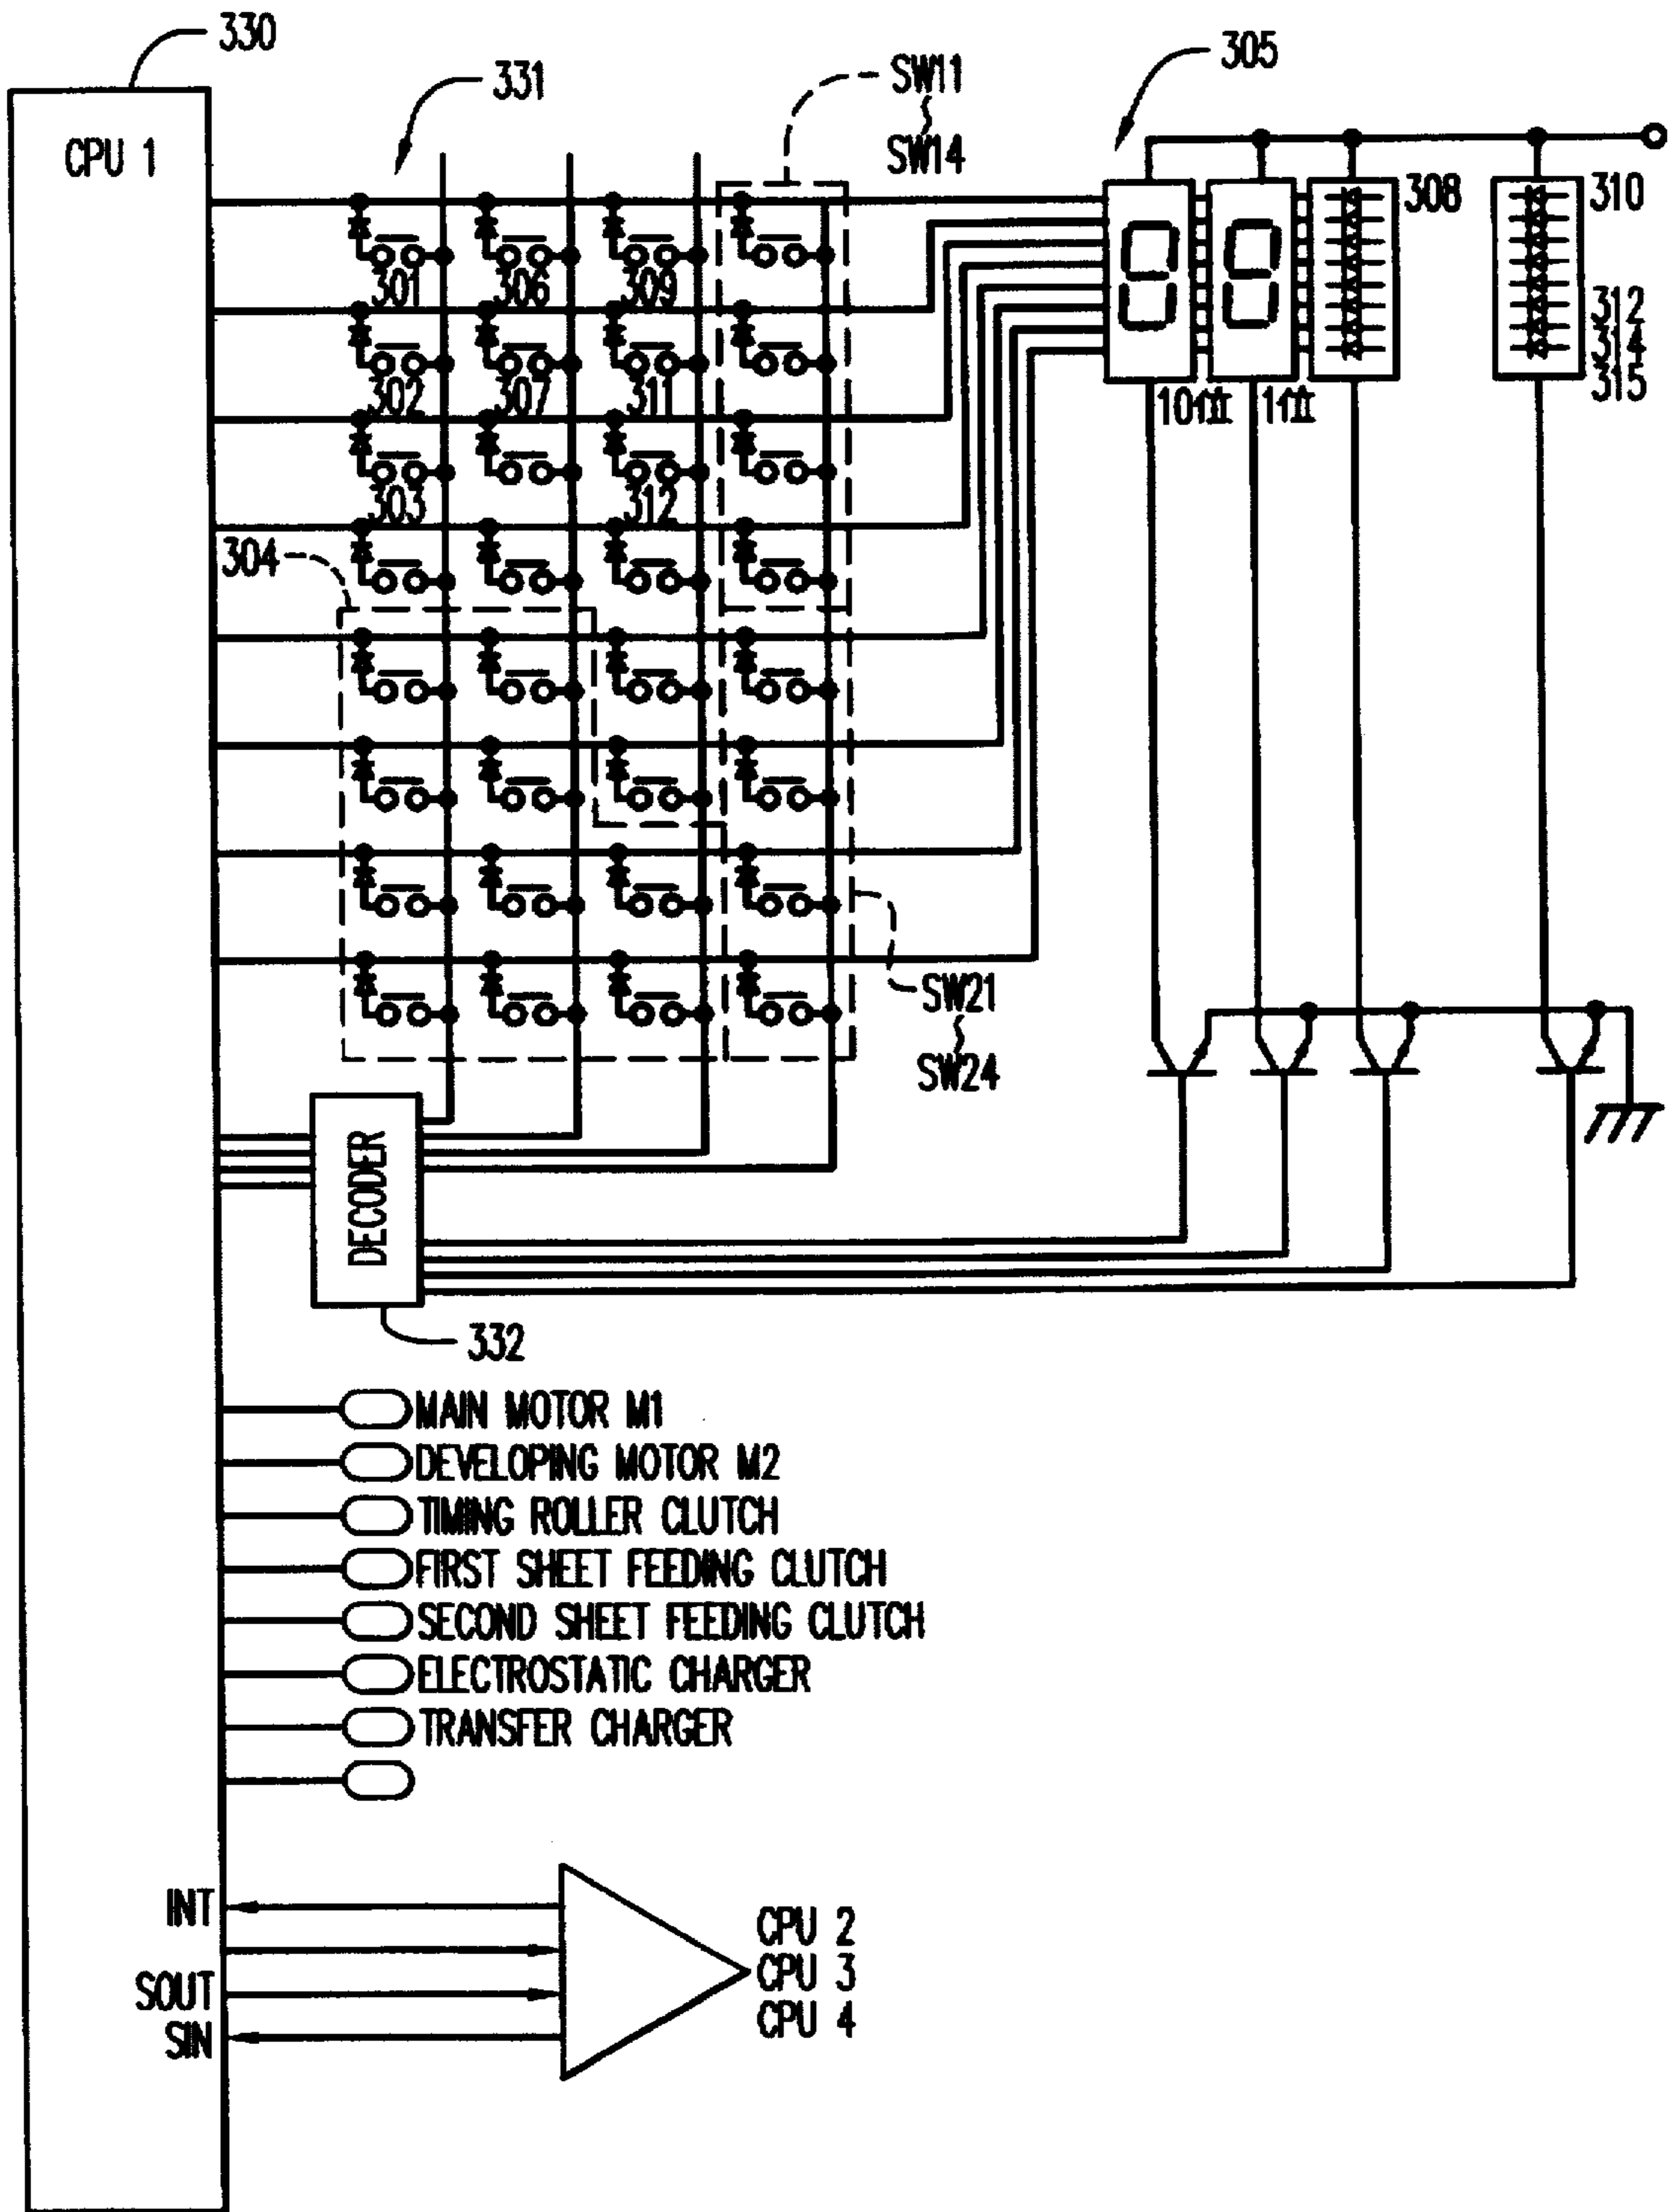 330
331
SW11
SW14
305
CPU 1
308
310
301
306
309
312
314
315
302
307
311
303
312
304
SW21
SW24
DECODER
332
MAIN MOTOR M1
DEVELOPING MOTOR M2
TIMING ROLLER CLUTCH
FIRST SHEET FEEDING CLUTCH
SECOND SHEET FEEDING CLUTCH
ELECTROSTATIC CHARGER
TRANSFER CHARGER
INT
SOUT
SIN
CPU 2
CPU 3
CPU 4